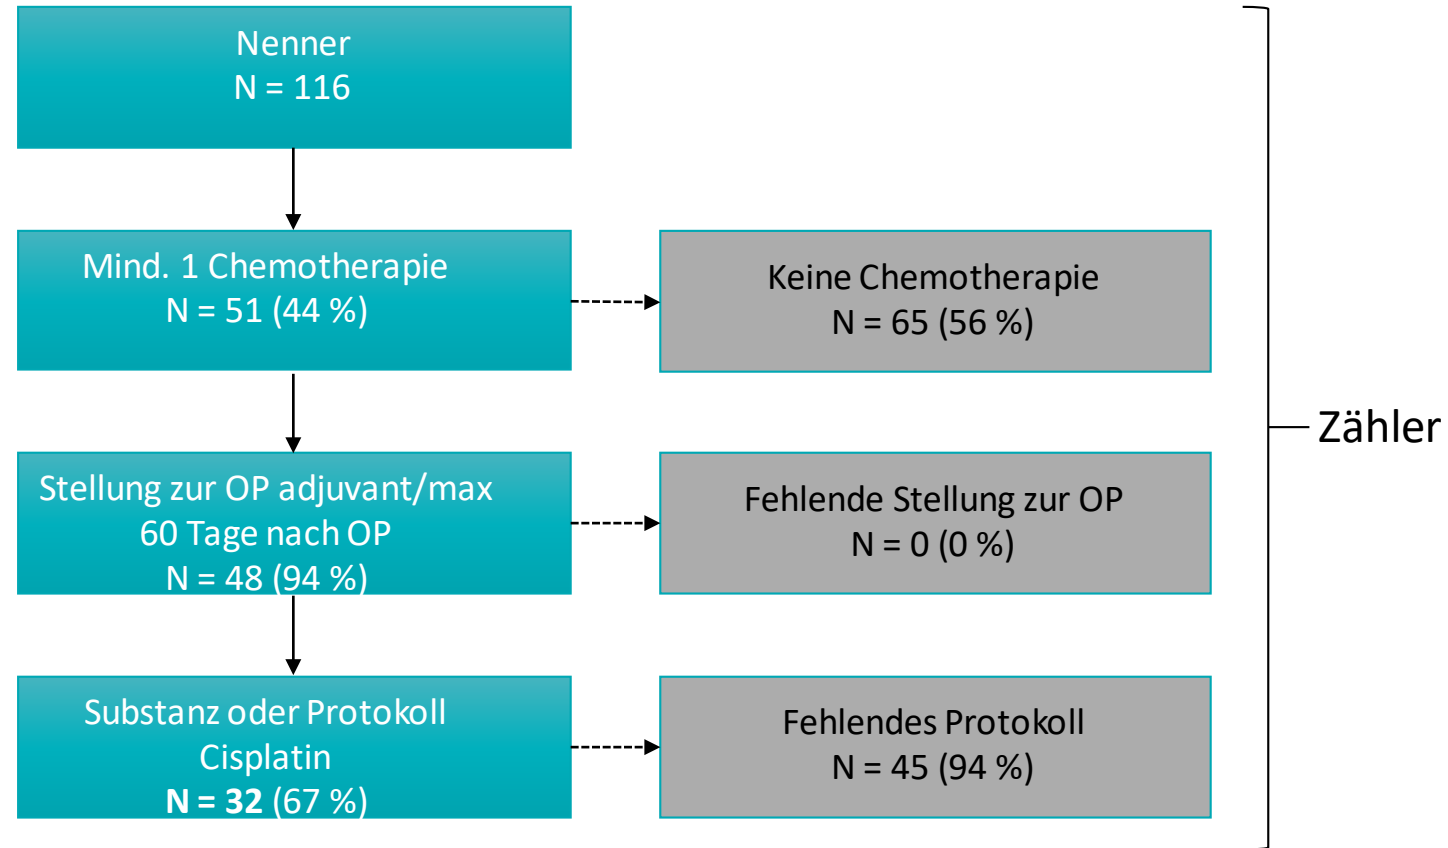 Nenner
N = 116
Mind. 1 Chemotherapie
N = 51 (44 %)
Keine Chemotherapie
N = 65 (56 %)
Stellung zur OP adjuvant/max
60 Tage nach OP
N = 48 (94 %)
Fehlende Stellung zur OP
N = 0 (0 %)
Substanz oder Protokoll
Cisplatin
N = 32 (67 %)
Fehlendes Protokoll
N = 45 (94 %)
Zähler